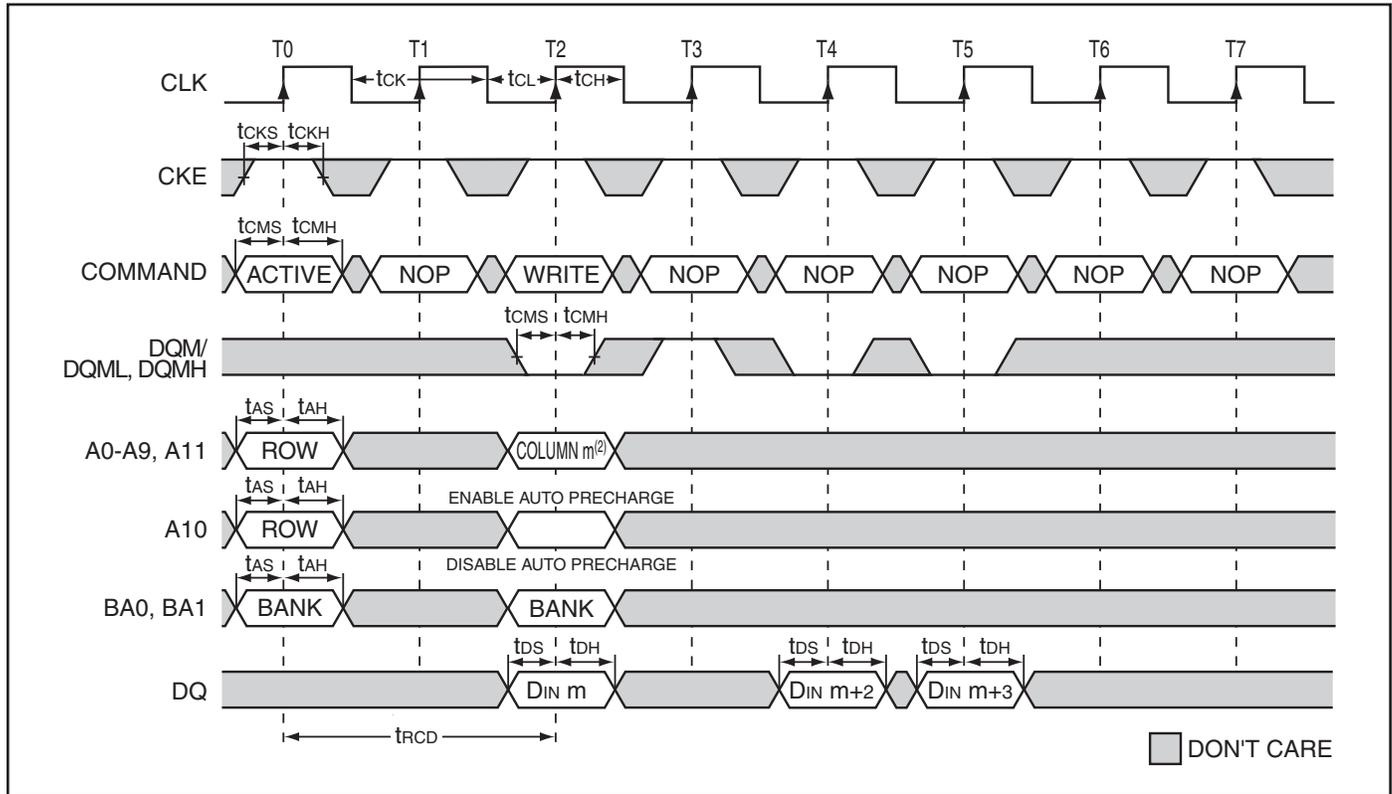 T0 T1 T2 T3 T4 T5 T6 T7
CLK tCK tCL tCH
tCKS tCKH
CKE
tCMS tCMH
COMMAND ACTIVE NOP WRITE NOP NOP NOP NOP NOP
tCMS tCMH
DQM/
DQML, DQMH
tAS tAH
A0-A9, A11 ROW COLUMN m(2)
tAS tAH ENABLE AUTO PRECHARGE
A10 ROW
tAS tAH DISABLE AUTO PRECHARGE
BA0, BA1 BANK BANK
tDS tDH tDS tDH tDS tDH
DQ DIN m DIN m+2 DIN m+3
tRCD
DON'T CARE